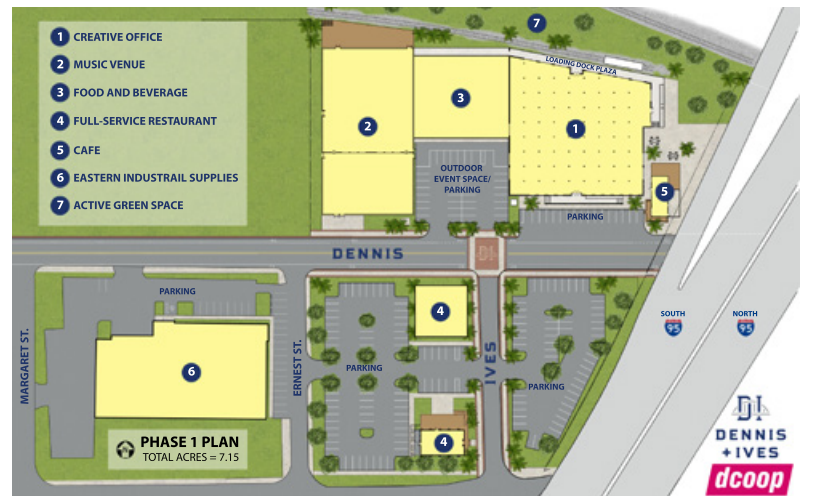 1 CREATIVE OFFICE
2 MUSIC VENUE
3 FOOD AND BEVERAGE
4 FULL-SERVICE RESTAURANT
5 CAFE
6 EASTERN INDUSTRAIL SUPPLIES
7 ACTIVE GREEN SPACE
7
LOADING DOCK PLAZA
2
3
1
OUTDOOR
EVENT SPACE/
PARKING
5
PARKING
DENNIS
DI
PARKING
4
SOUTH
95
NORTH
95
MARGARET ST.
ERNEST ST.
IVES
6
PARKING
PARKING
4
PHASE 1 PLAN
TOTAL ACRES = 7.15
DI
DENNIS
+IVES
dcoop